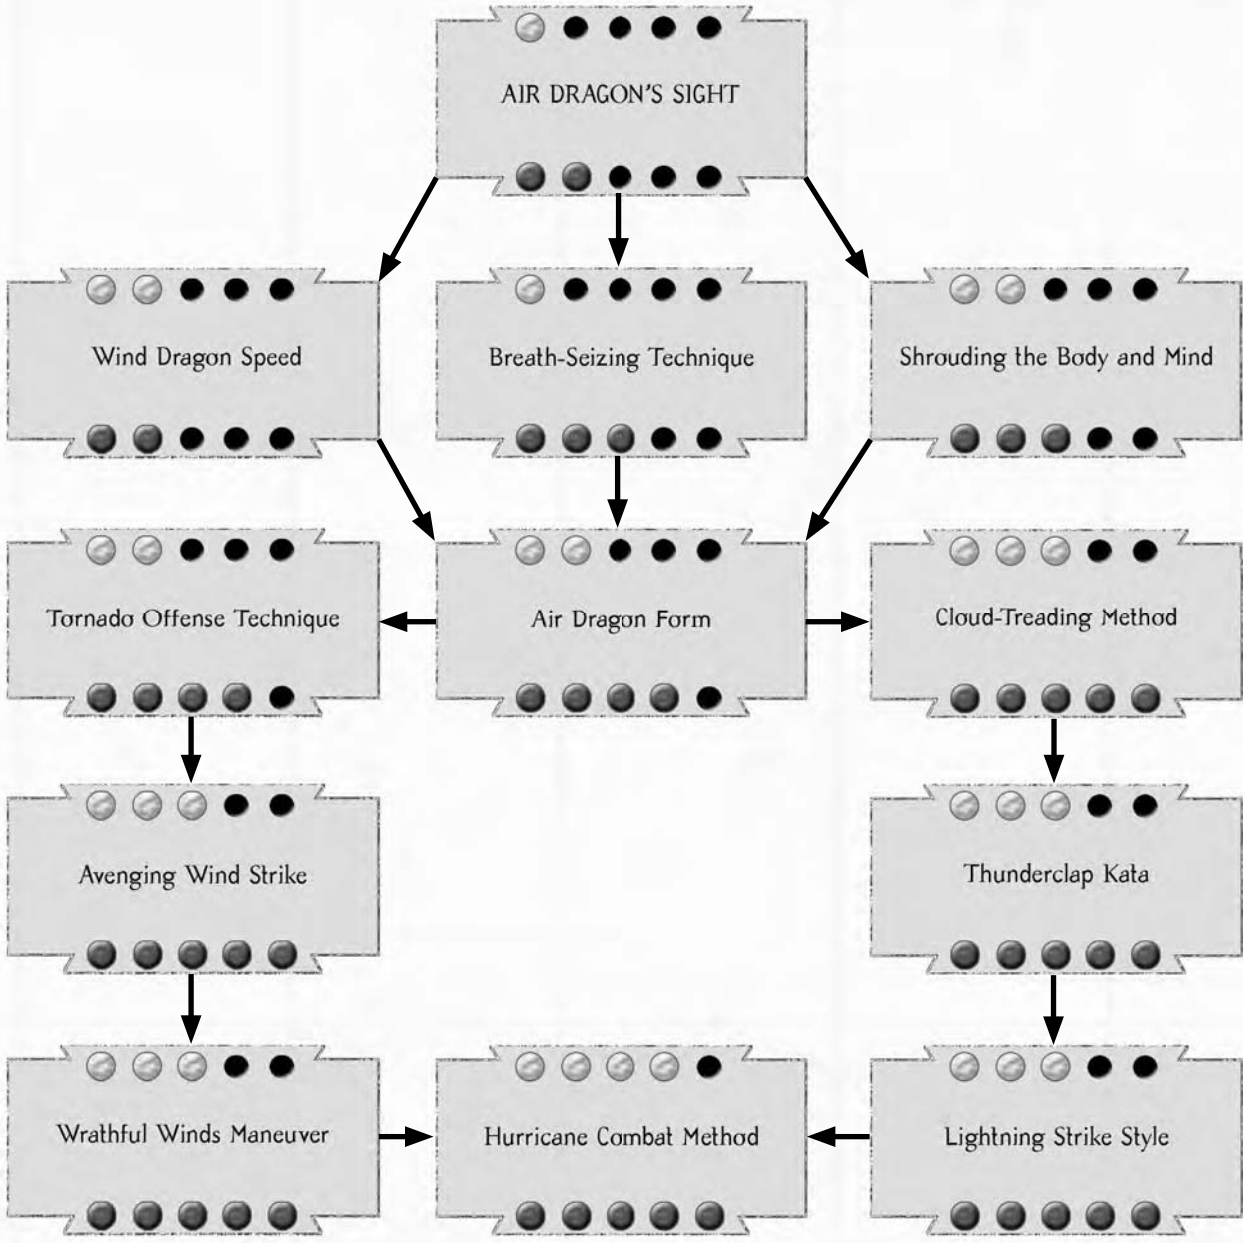 AIR DRAGON'S SIGHT
Wind Dragon Speed
Breath-Seizing Technique
Shrouding the Body and Mind
Tornado Offense Technique
Air Dragon Form
Cloud-Treading Method
Avenging Wind Strike
Thunderclap Kata
Wrathful Winds Maneuver
Hurricane Combat Method
Lightning Strike Style